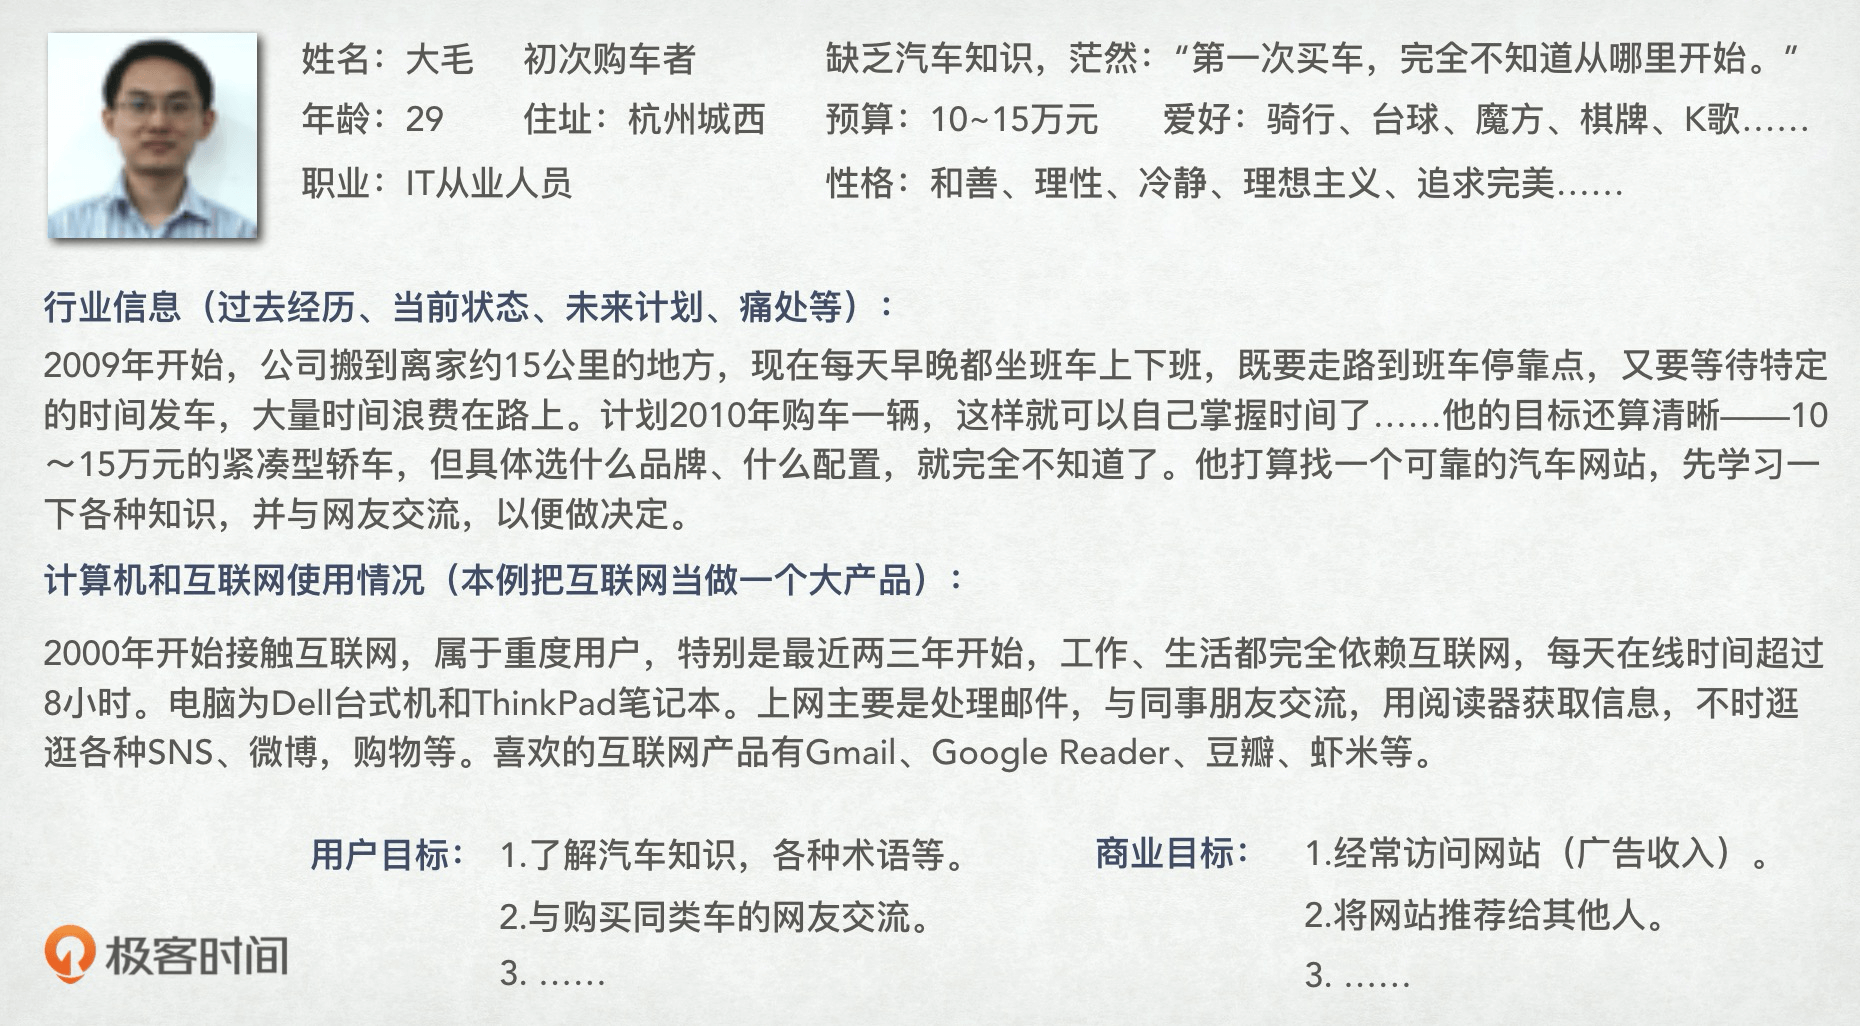 姓名：大毛 初次购车者 缺乏汽车知识，茫然：“第一次买车，完全不知道从哪里开始。”
年龄：29 住址：杭州城西 预算：10~15万元 爱好：骑行、台球、魔方、棋牌、K歌……
职业：IT从业人员 性格：和善、理性、冷静、理想主义、追求完美……
行业信息（过去经历、当前状态、未来计划、痛处等）：
2009年开始，公司搬到离家约15公里的地方，现在每天早晚都坐班车上下班，既要走路到班车停靠点，又要等待特定
的时间发车，大量时间浪费在路上。计划2010年购车一辆，这样就可以自己掌握时间了……他的目标还算清晰——10
～15万元的紧凑型轿车，但具体选什么品牌、什么配置，就完全不知道了。他打算找一个可靠的汽车网站，先学习一
下各种知识，并与网友交流，以便做决定。
计算机和互联网使用情况（本例把互联网当做一个大产品）：
2000年开始接触互联网，属于重度用户，特别是最近两三年开始，工作、生活都完全依赖互联网，每天在线时间超过
8小时。电脑为Dell台式机和ThinkPad笔记本。上网主要是处理邮件，与同事朋友交流，用阅读器获取信息，不时逛
逛各种SNS、微博，购物等。喜欢的互联网产品有Gmail、Google Reader、豆瓣、虾米等。
用户目标： 1.了解汽车知识，各种术语等。
2.与购买同类车的网友交流。
3. ……
商业目标： 1.经常访问网站（广告收入）。
2.将网站推荐给其他人。
3. ……
极客时间